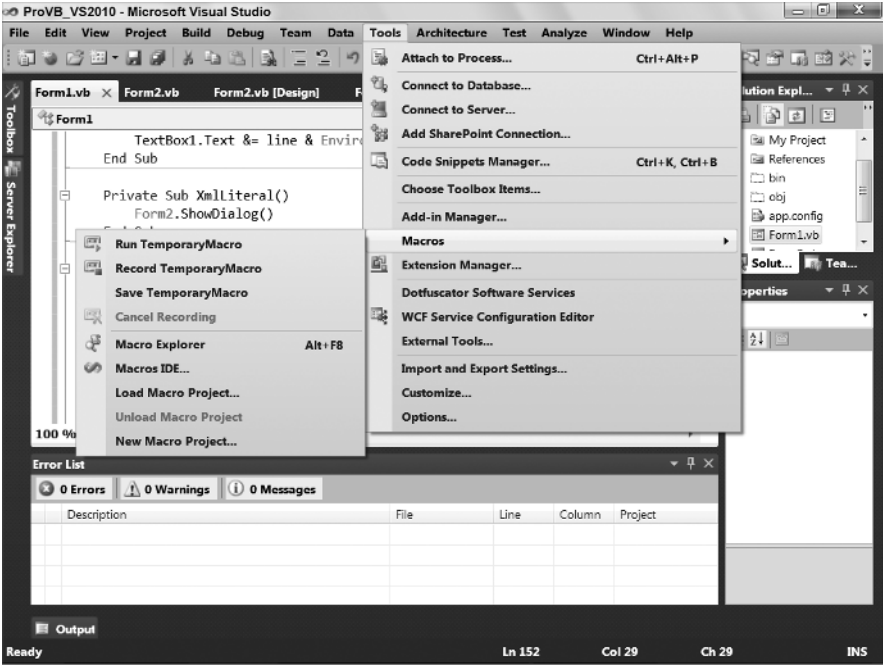 ProVB_VS2010 - Microsoft Visual Studio
File Edit View Project Build Debug Team Data Tools Architecture Test Analyze Window Help
Attach to Process... Ctrl+Alt+P
Connect to Database...
Connect to Server...
Add SharePoint Connection...
Code Snippets Manager... Ctrl+K, Ctrl+B
Choose Toolbox Items...
Add-in Manager...
Macros
Extension Manager...
Dotfuscator Software Services
WCF Service Configuration Editor
External Tools...
Import and Export Settings...
Customize...
Options...
Toolbox
Server Explorer
Form1.vb Form2.vb Form2.vb [Design]
Form1
TextBox1.Text &= line & Enviro
End Sub
Private Sub XmlLiteral()
Form2.ShowDialog()
Run TemporaryMacro
Record TemporaryMacro
Save TemporaryMacro
Cancel Recording
Macro Explorer Alt+F8
Macros IDE...
Load Macro Project...
Unload Macro Project
New Macro Project...
100 %
lution Expl...
My Project
References
bin
obj
app.config
Form1.vb
Solut... Tea...
operties
Error List
0 Errors 0 Warnings 0 Messages
Description File Line Column Project
Output
Ready Ln 152 Col 29 Ch 29 INS